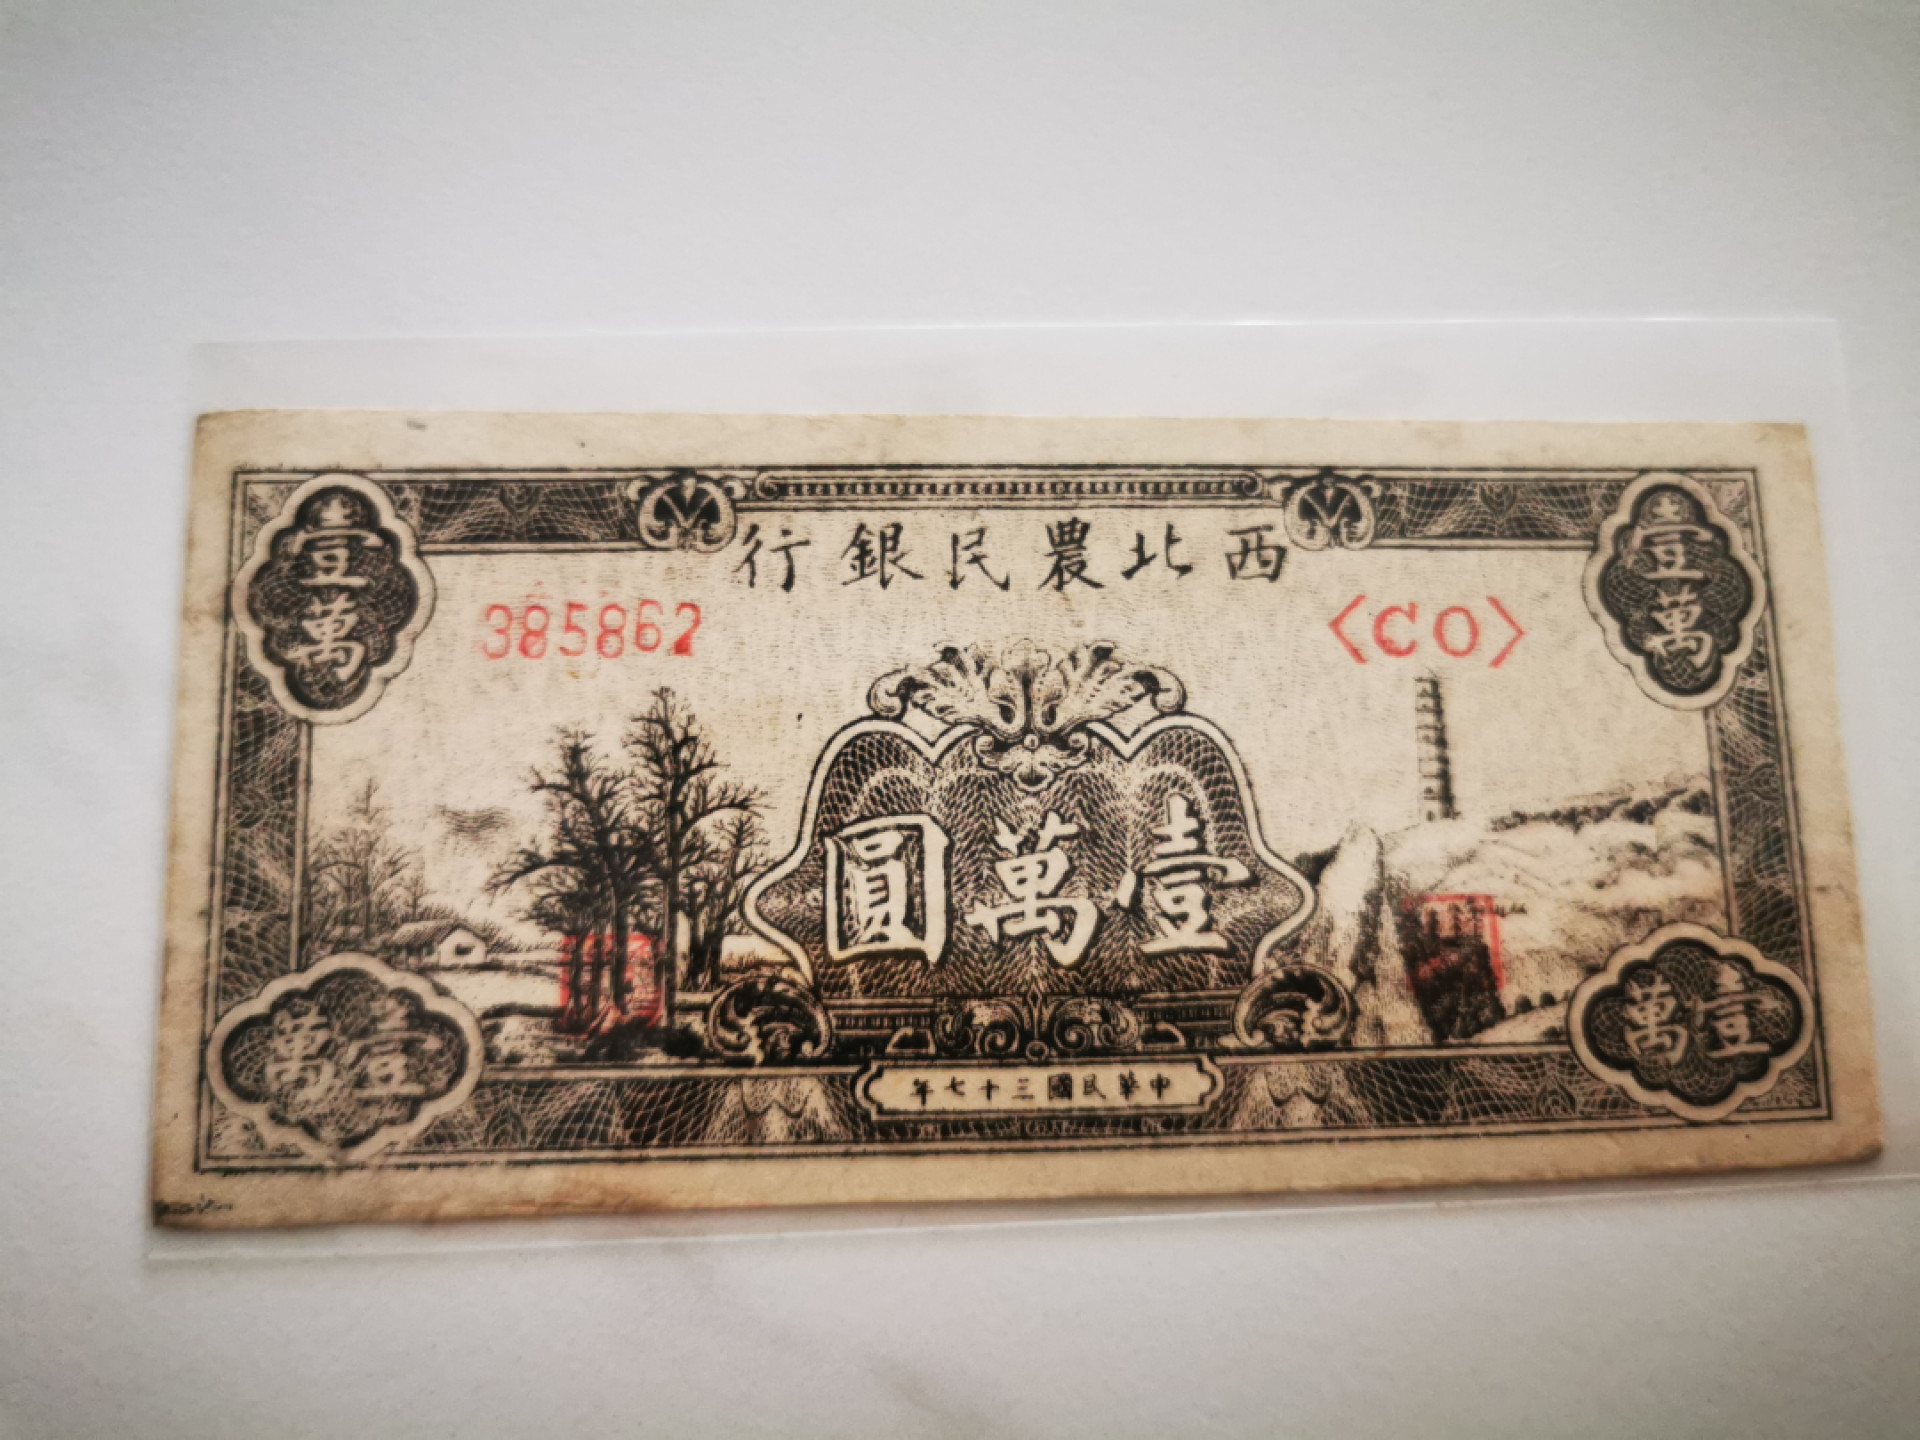 西北農民銀行
壹萬
壹萬
385862
<CO>
壹萬圓
壹萬
壹萬
中華民國三十七年